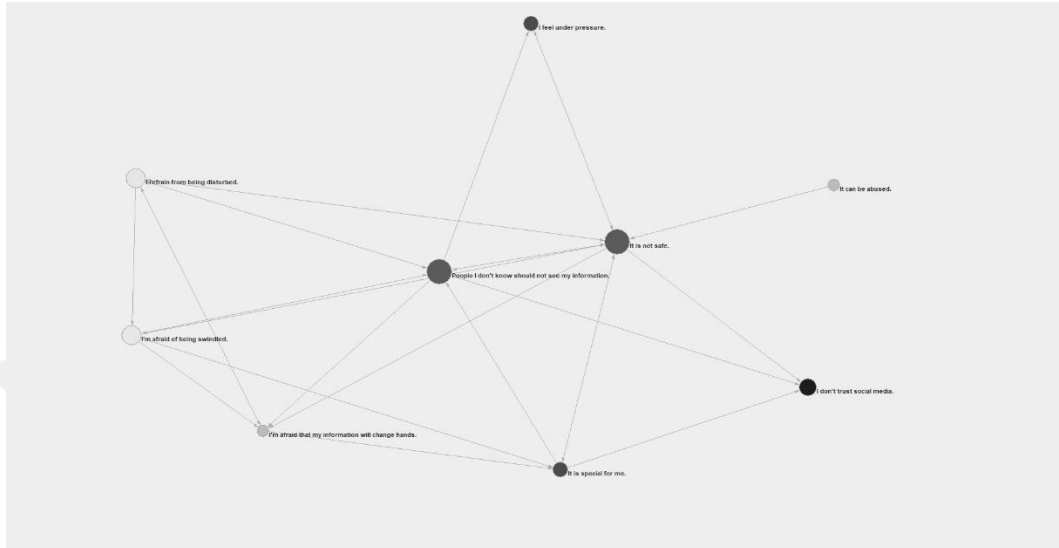 I feel under pressure.
I refrain from being disturbed.
It can be abused.
It is not safe.
People I don't know should not see my information.
I'm afraid of being swindled.
I don't trust social media.
I'm afraid that my information will change hands.
It is special for me.